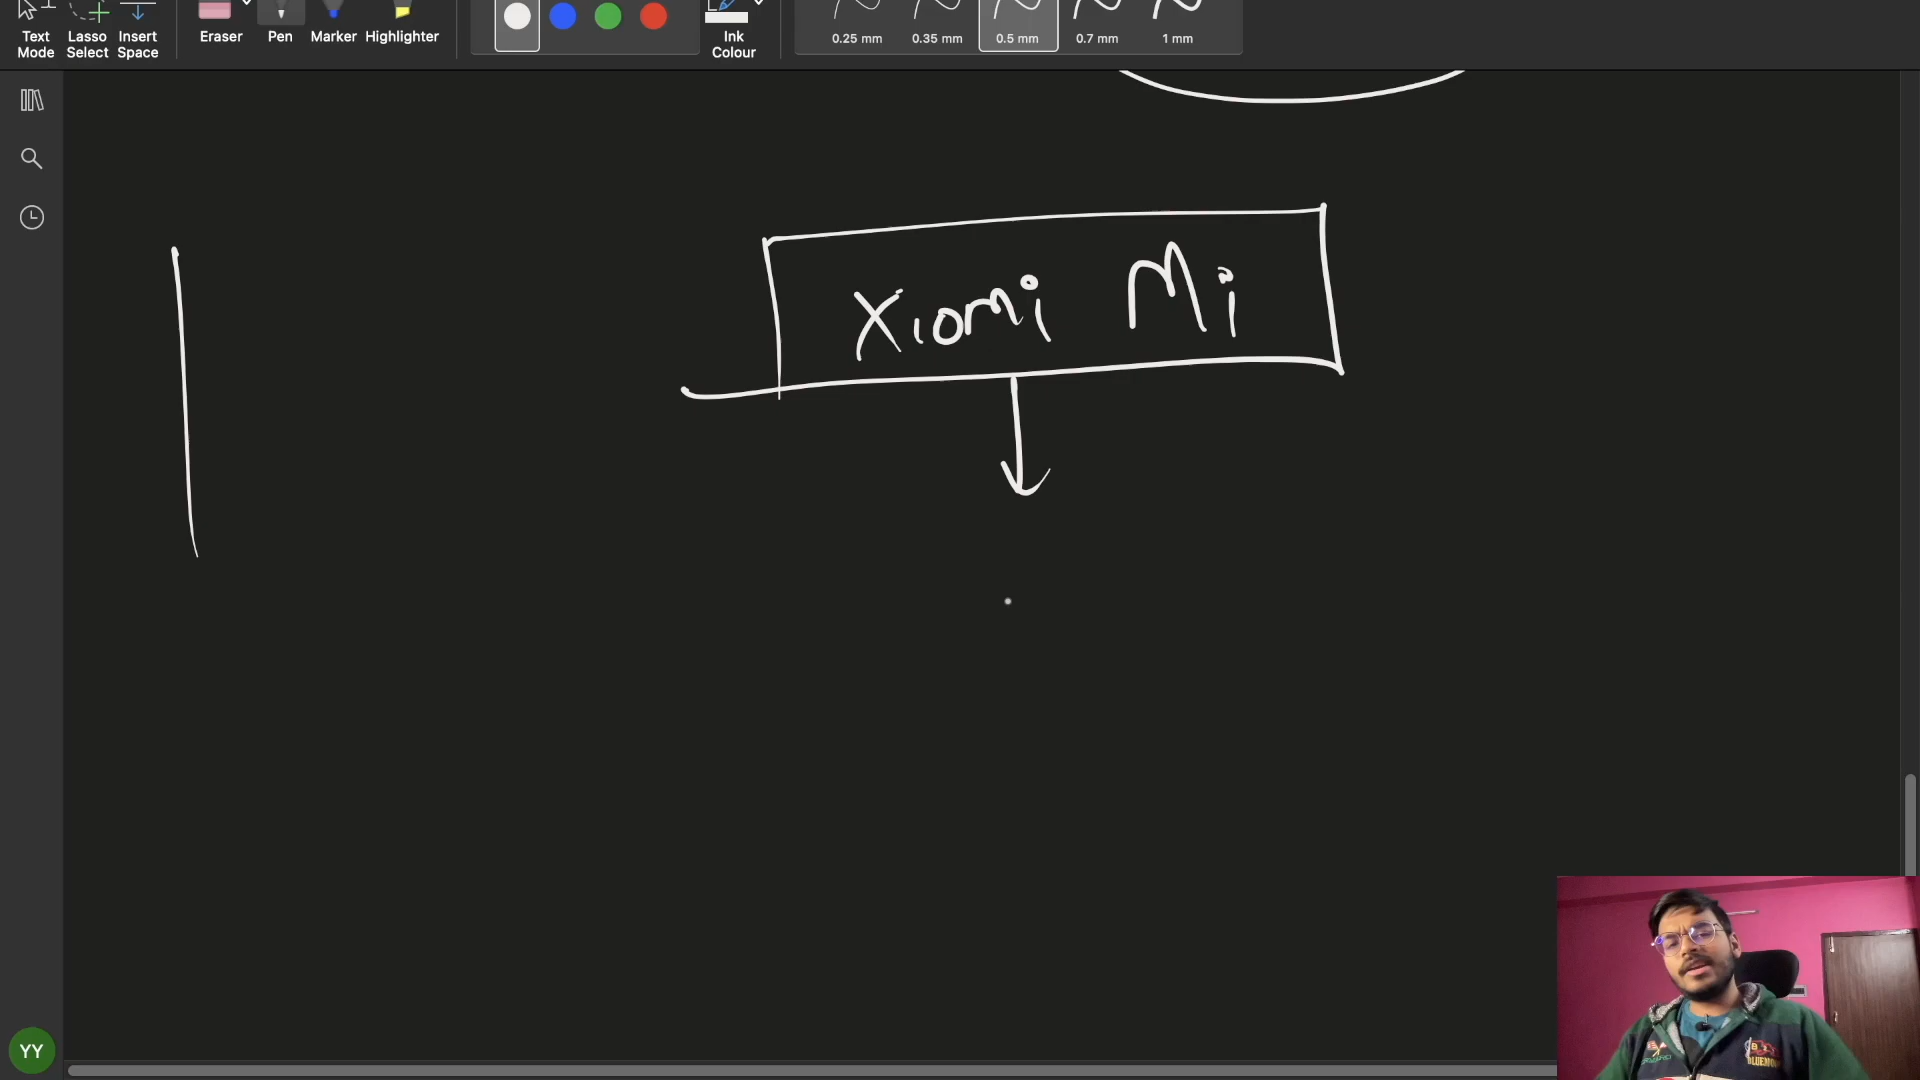 Text Mode
Lasso Select
Insert Space
Eraser
Pen
Marker
Highlighter
Ink Colour
0.25 mm
0.35 mm
0.5 mm
0.7 mm
1 mm
Xiomi Mi
YY